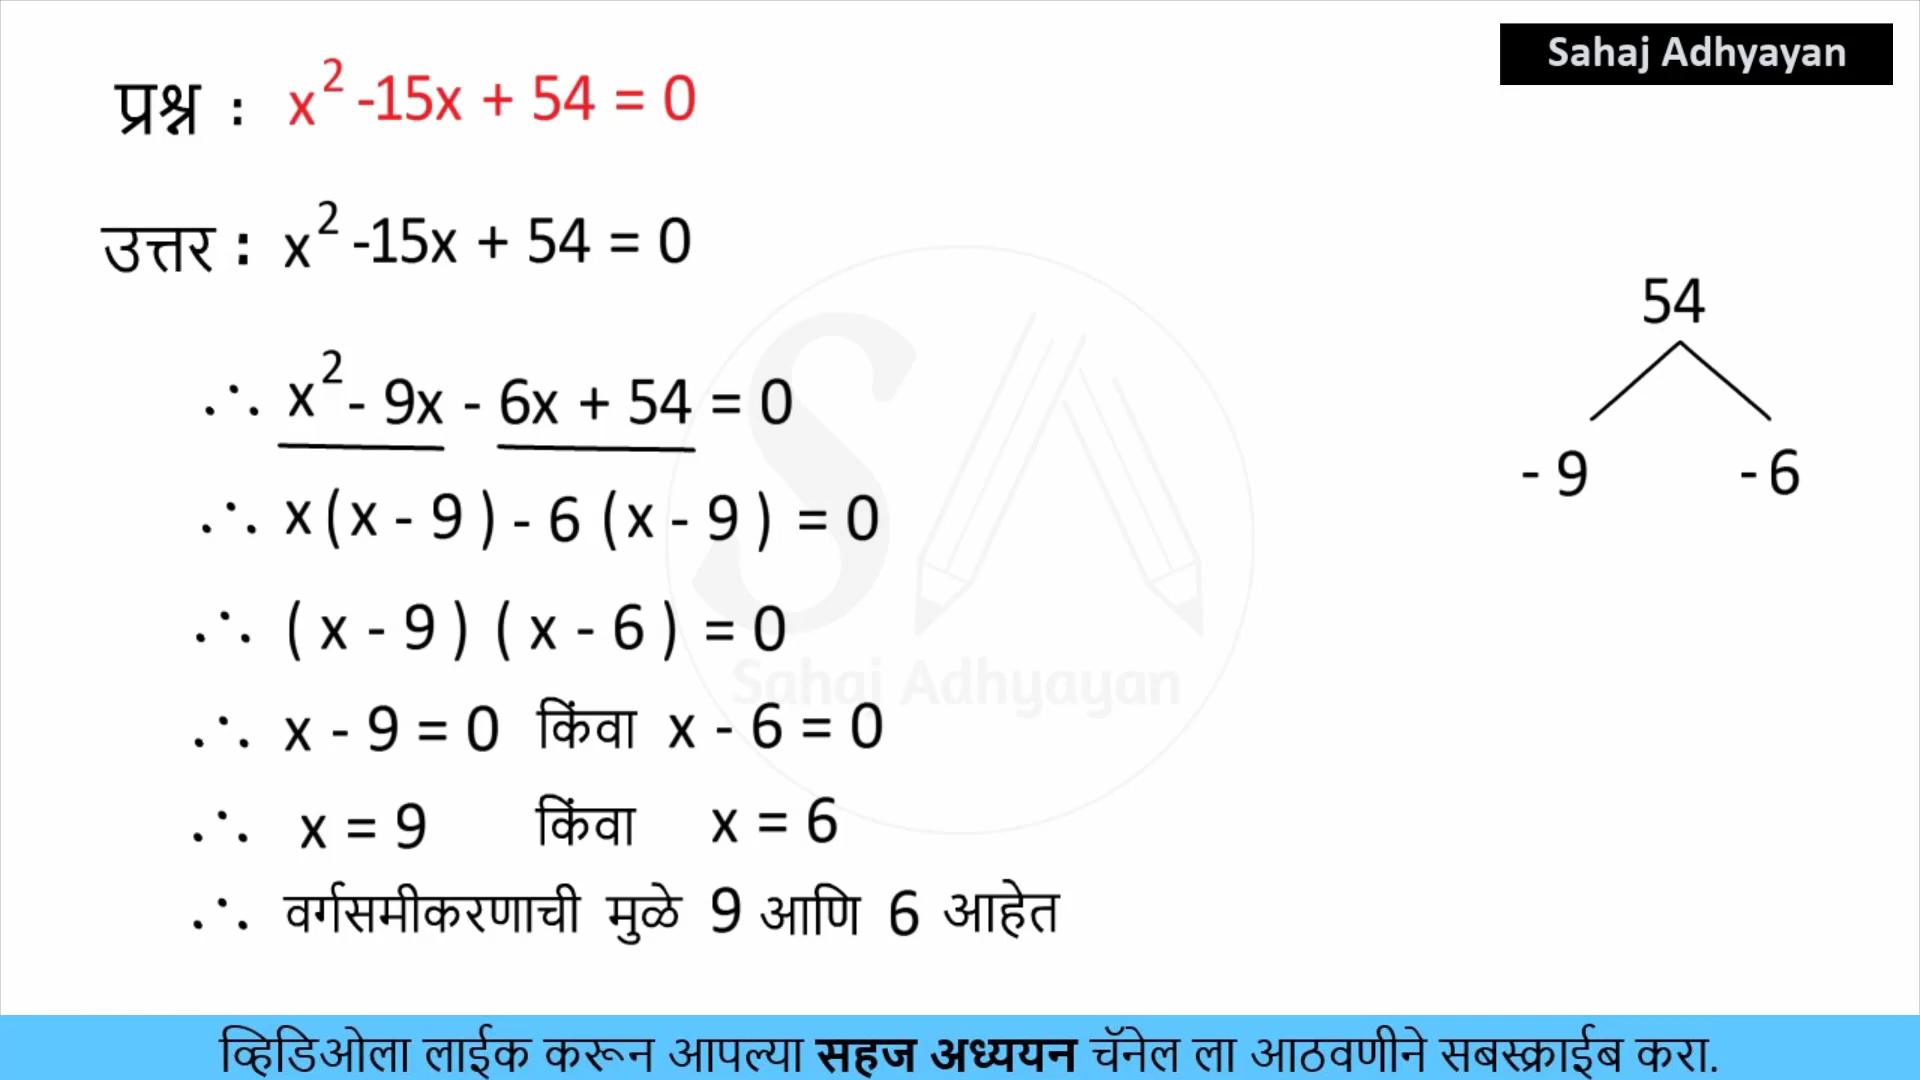 Sahaj Adhyayan
प्रश्न : x² -15x + 54 = 0
उत्तर : x² -15x + 54 = 0
54
∴ x² - 9x - 6x + 54 = 0
- 9 - 6
∴ x ( x - 9 ) - 6 ( x - 9 ) = 0
∴ ( x - 9 ) ( x - 6 ) = 0
Sahaj Adhyayan
∴ x - 9 = 0 किंवा x - 6 = 0
∴ x = 9 किंवा x = 6
∴ वर्गसमीकरणाची मुळे 9 आणि 6 आहेत
व्हिडिओला लाईक करून आपल्या सहज अध्ययन चॅनेल ला आठवणीने सबस्क्राईब करा.